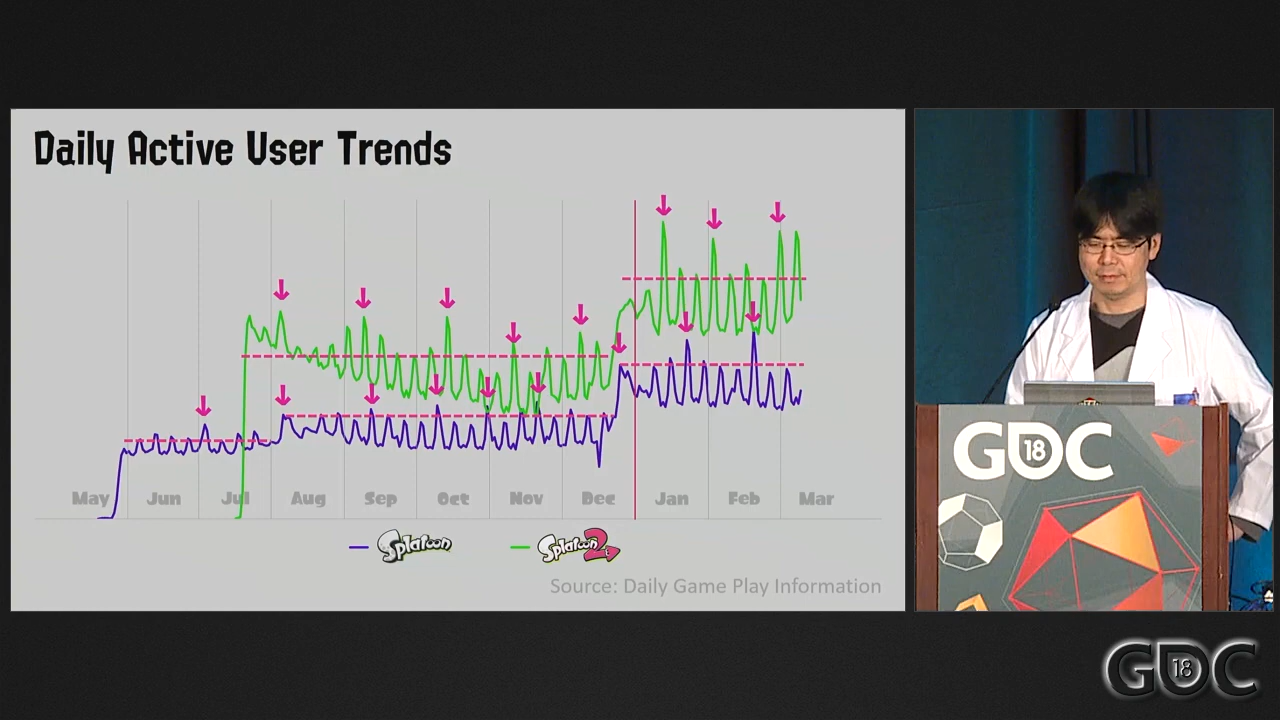 Daily Active User Trends
May Jun Jul Aug Sep Oct Nov Dec Jan Feb Mar
Splatoon Splatoon 2
Source: Daily Game Play Information
GDC 18
GDC 18